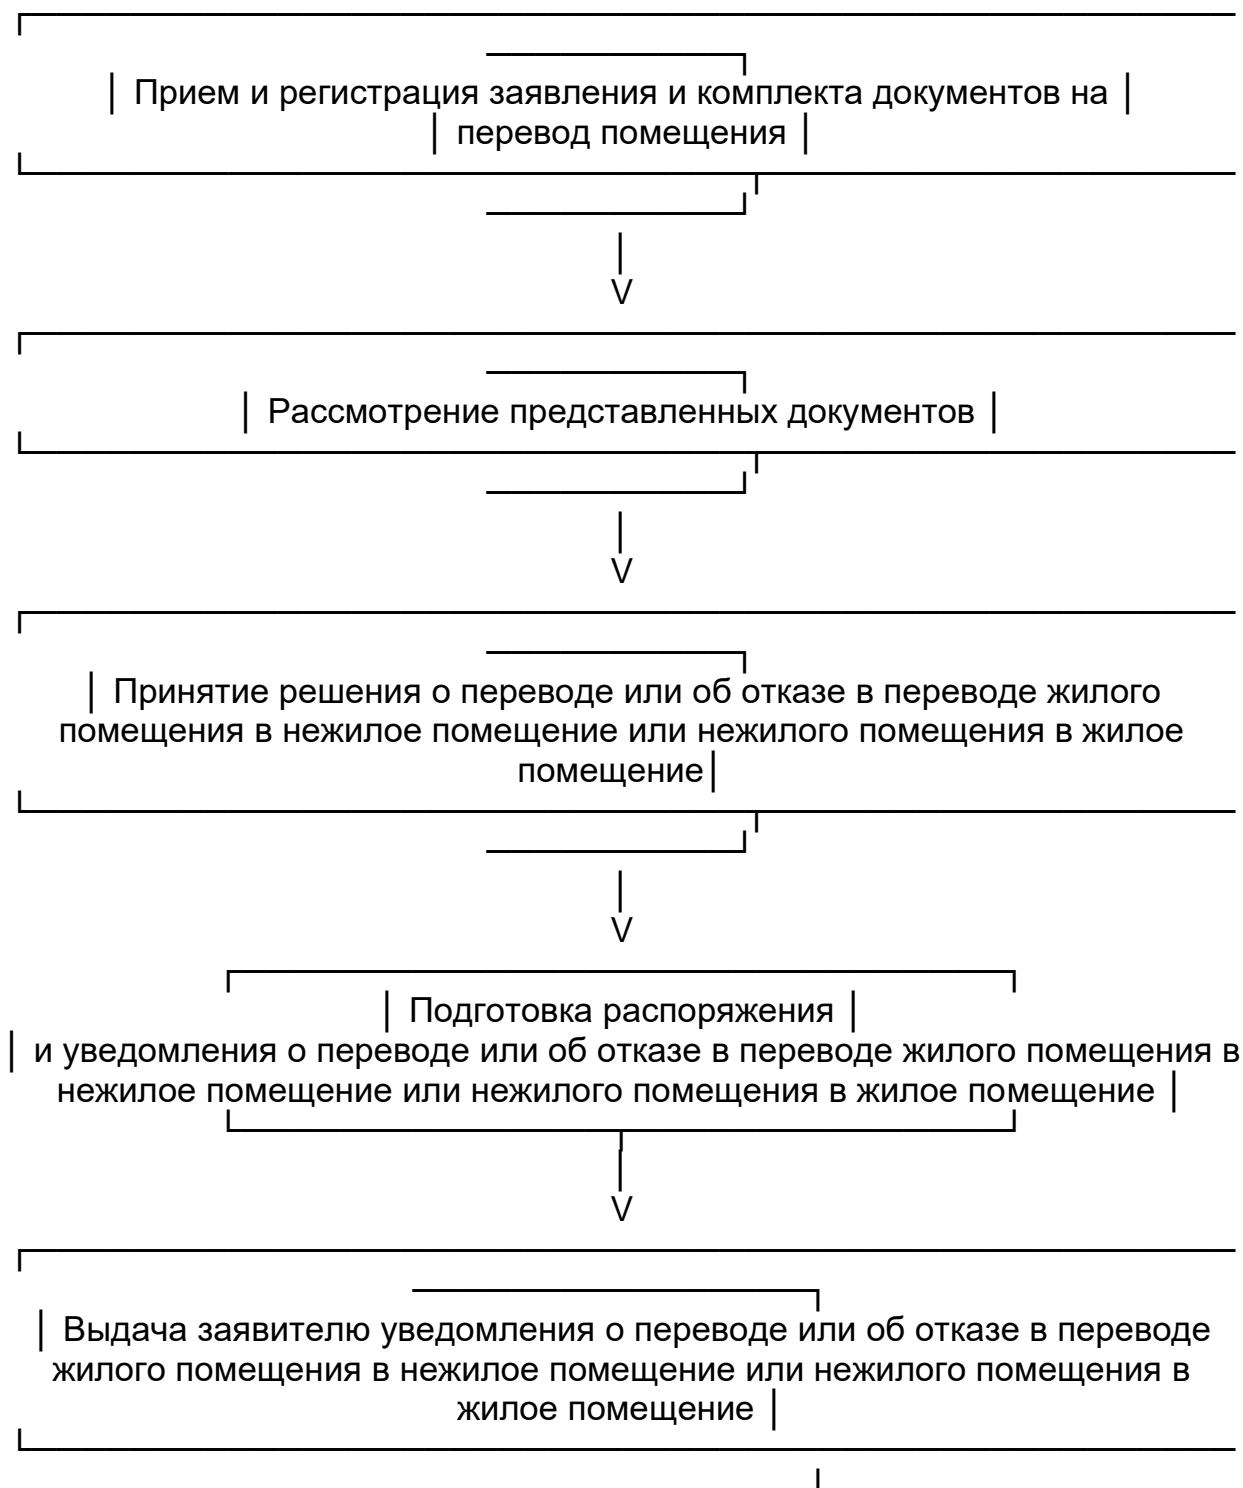 Прием и регистрация заявления и комплекта документов на
перевод помещения
V
Рассмотрение представленных документов
V
Принятие решения о переводе или об отказе в переводе жилого
помещения в нежилое помещение или нежилого помещения в жилое
помещение
V
Подготовка распоряжения
и уведомления о переводе или об отказе в переводе жилого помещения в
нежилое помещение или нежилого помещения в жилое помещение
V
Выдача заявителю уведомления о переводе или об отказе в переводе
жилого помещения в нежилое помещение или нежилого помещения в
жилое помещение